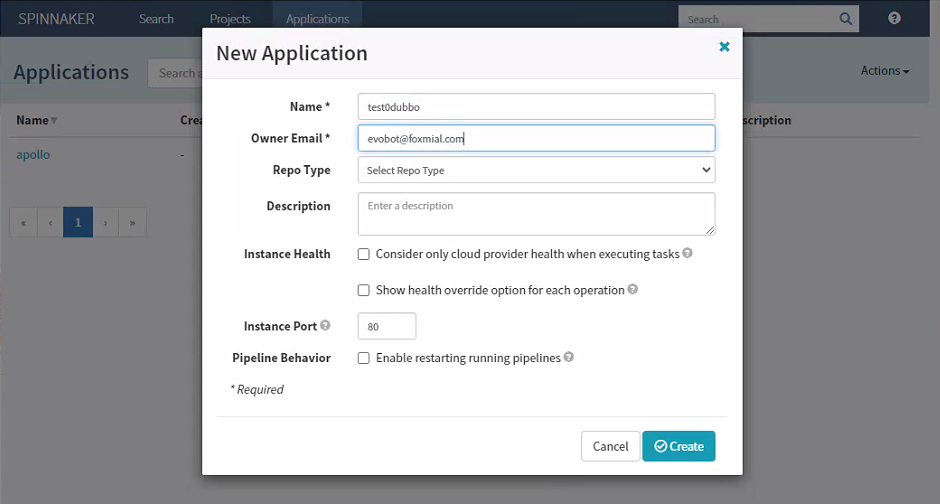 SPINNAKER Search Projects Applications Search
New Application
Applications Search a Actions
Name Crea scription
apollo -
« ‹ 1 › »
Name * test0dubbo
Owner Email * evobot@foxmial.com
Repo Type Select Repo Type
Description Enter a description
Instance Health Consider only cloud provider health when executing tasks
Show health override option for each operation
Instance Port 80
Pipeline Behavior Enable restarting running pipelines
* Required
Cancel Create